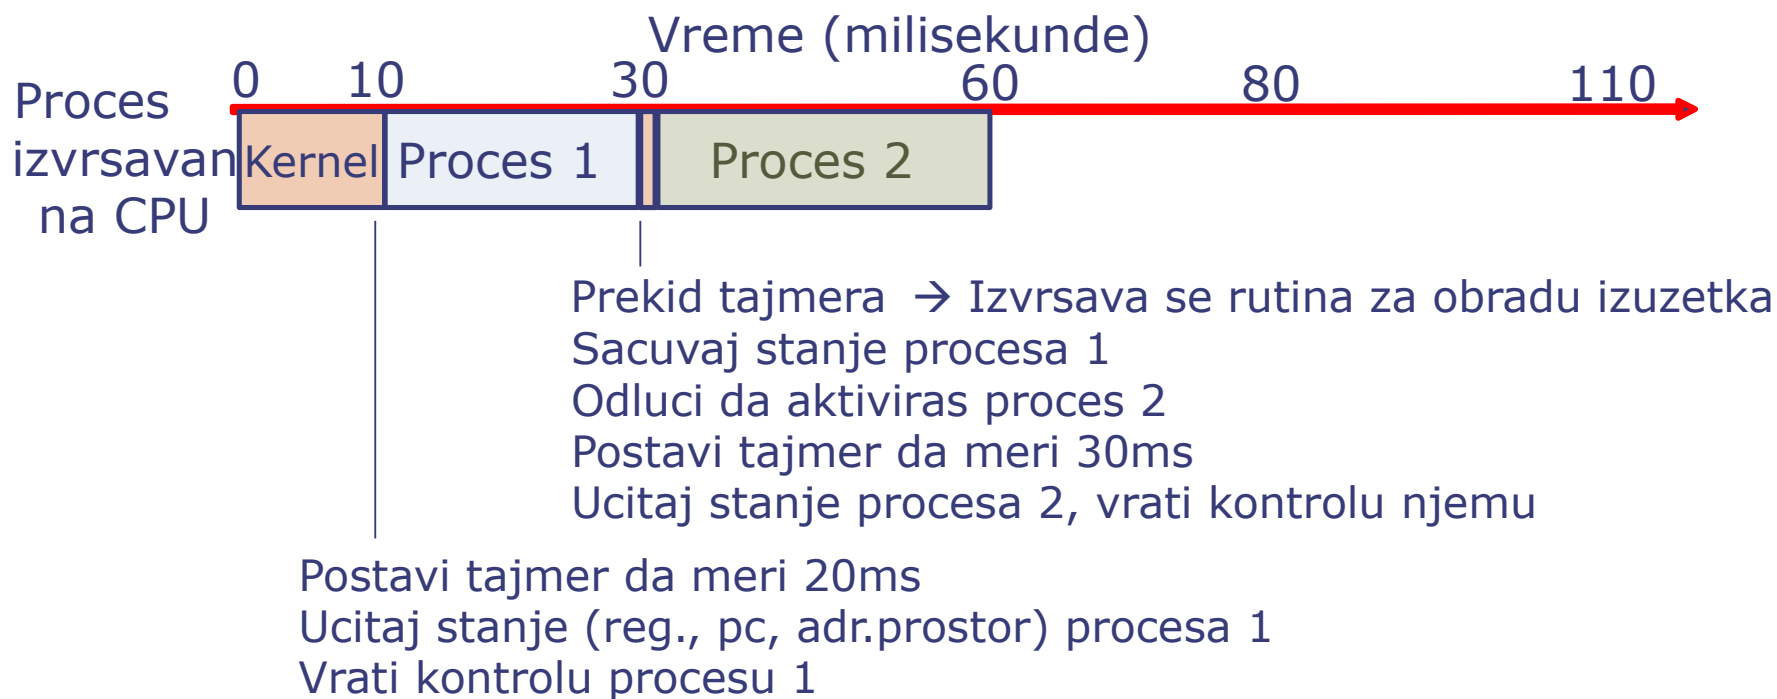 Vreme (milisekunde)
0 10 30 60 80 110
Proces
izvrsavan
na CPU
Kernel Proces 1 Proces 2
Prekid tajmera → Izvrsava se rutina za obradu izuzetka
Sacuvaj stanje procesa 1
Odluci da aktiviras proces 2
Postavi tajmer da meri 30ms
Ucitaj stanje procesa 2, vrati kontrolu njemu
Postavi tajmer da meri 20ms
Ucitaj stanje (reg., pc, adr.prostor) procesa 1
Vrati kontrolu procesu 1